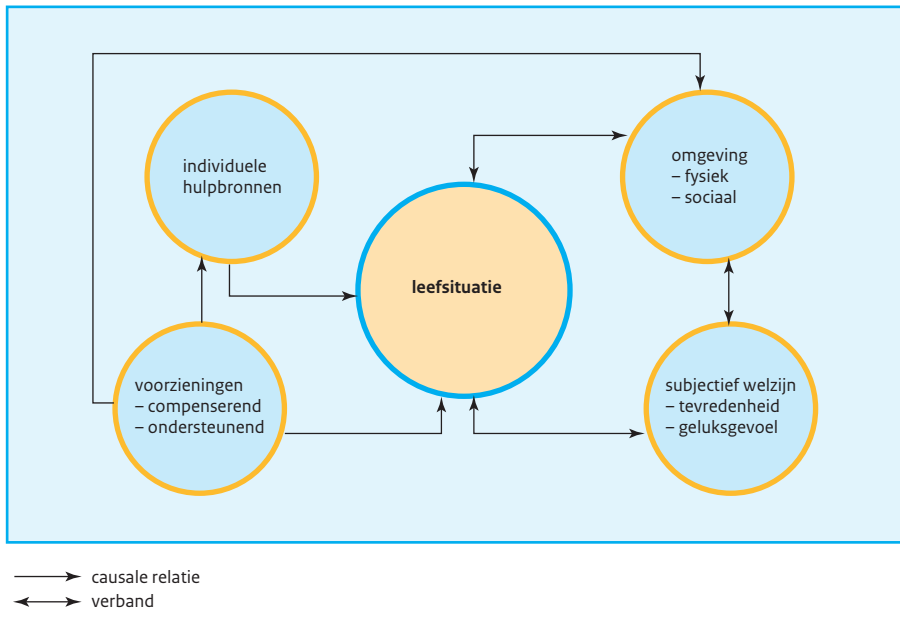 individuele
hulpbronnen
omgeving
– fysiek
– sociaal
leefsituatie
voorzieningen
– compenserend
– ondersteunend
subjectief welzijn
– tevredenheid
– geluksgevoel
causale relatie
verband